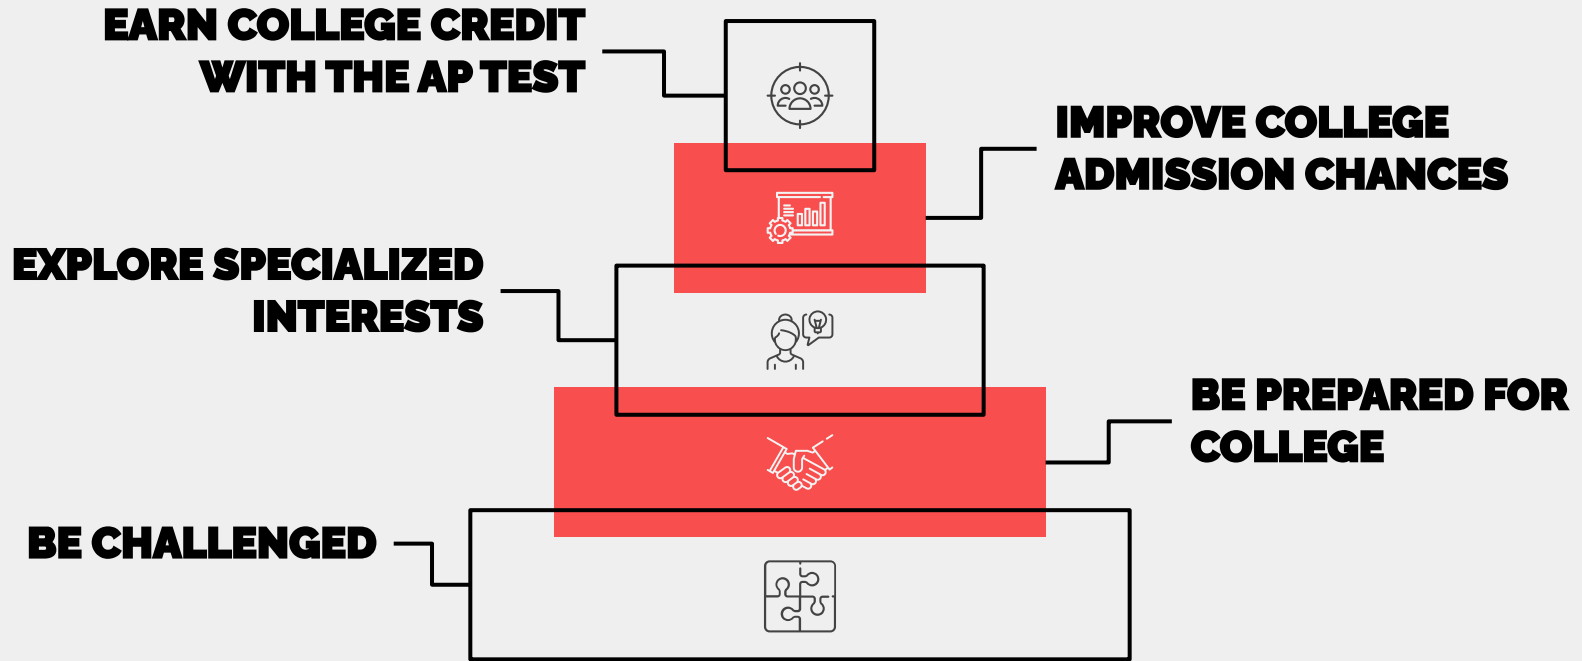 EARN COLLEGE CREDIT
WITH THE AP TEST
IMPROVE COLLEGE
ADMISSION CHANCES
EXPLORE SPECIALIZED
INTERESTS
BE PREPARED FOR
COLLEGE
BE CHALLENGED